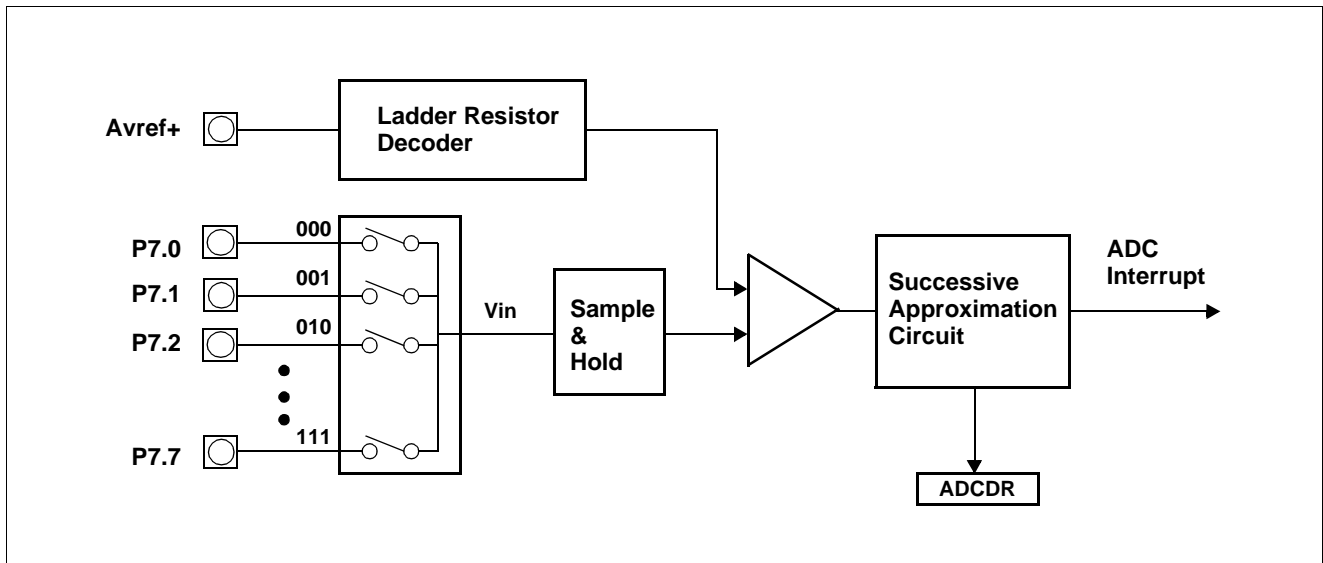 Avref+
Ladder Resistor
Decoder
P7.0
000
P7.1
001
P7.2
010
P7.7
111
Vin
Sample
&
Hold
Successive
Approximation
Circuit
ADC
Interrupt
ADCDR